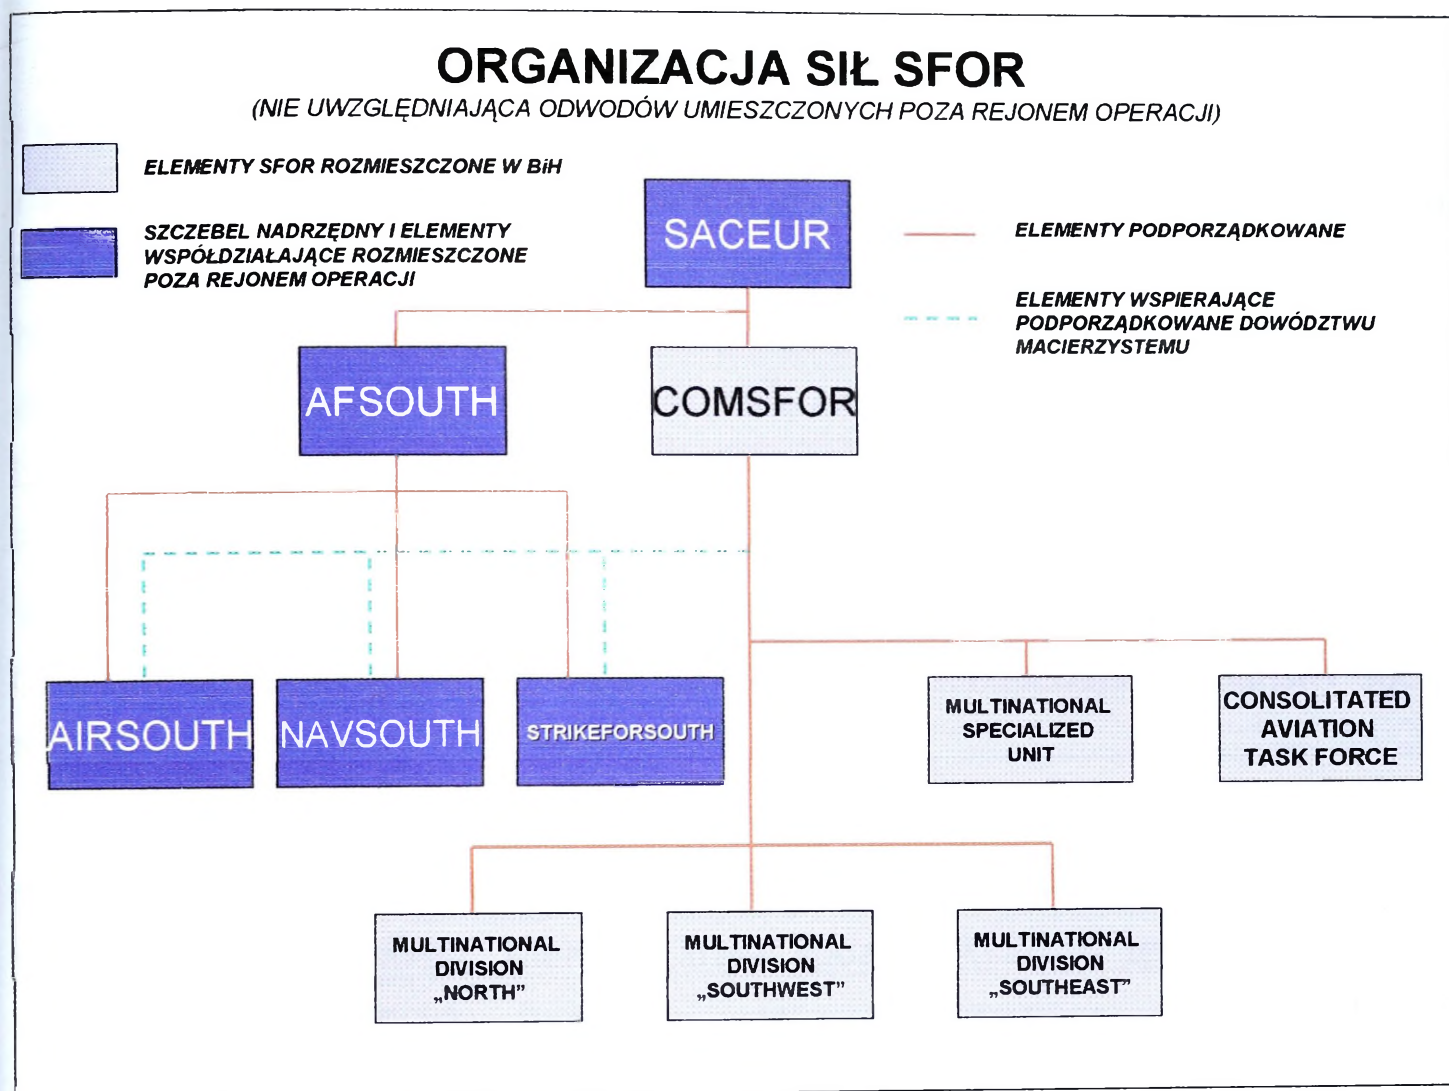 ORGANIZACJA SIŁ SFOR
(NIE UWZGLĘDNIAJĄCA ODWODÓW UMIESZCZONYCH POZA REJONEM OPERACJI)
ELEMENTY SFOR ROZMIESZCZONE W BiH
SZCZEBEL NADRZĘDNY I ELEMENTY
WSPÓŁDZIAŁAJĄCE ROZMIESZCZONE
POZA REJONEM OPERACJI
SACEUR
ELEMENTY PODPORZĄDKOWANE
ELEMENTY WSPIERAJĄCE
PODPORZĄDKOWANE DOWÓDZTWU
MACIERZYSTEMU
AFSOUTH
COMSFOR
AIRSOUTH
NAVSOUTH
STRIKEFORSOUTH
MULTINATIONAL
SPECIALIZED
UNIT
CONSOLITATED
AVIATION
TASK FORCE
MULTINATIONAL
DIVISION
„NORTH”
MULTINATIONAL
DIVISION
„SOUTHWEST”
MULTINATIONAL
DIVISION
„SOUTHEAST”